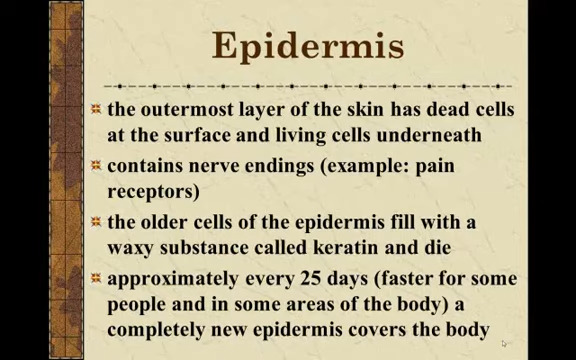 Epidermis
the outermost layer of the skin has dead cells
at the surface and living cells underneath
contains nerve endings (example: pain
receptors)
the older cells of the epidermis fill with a
waxy substance called keratin and die
approximately every 25 days (faster for some
people and in some areas of the body) a
completely new epidermis covers the body